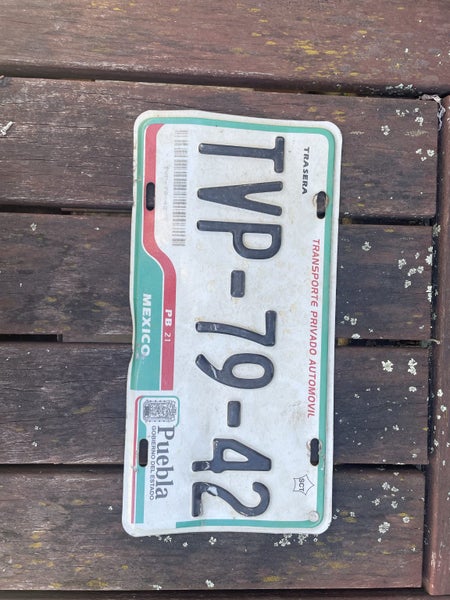 TRASERA
TRANSPORTE PRIVADO AUTOMOVIL
SCT
TVP-79-42
PB 21
MEXICO
Puebla
GOBIERNO DEL ESTADO